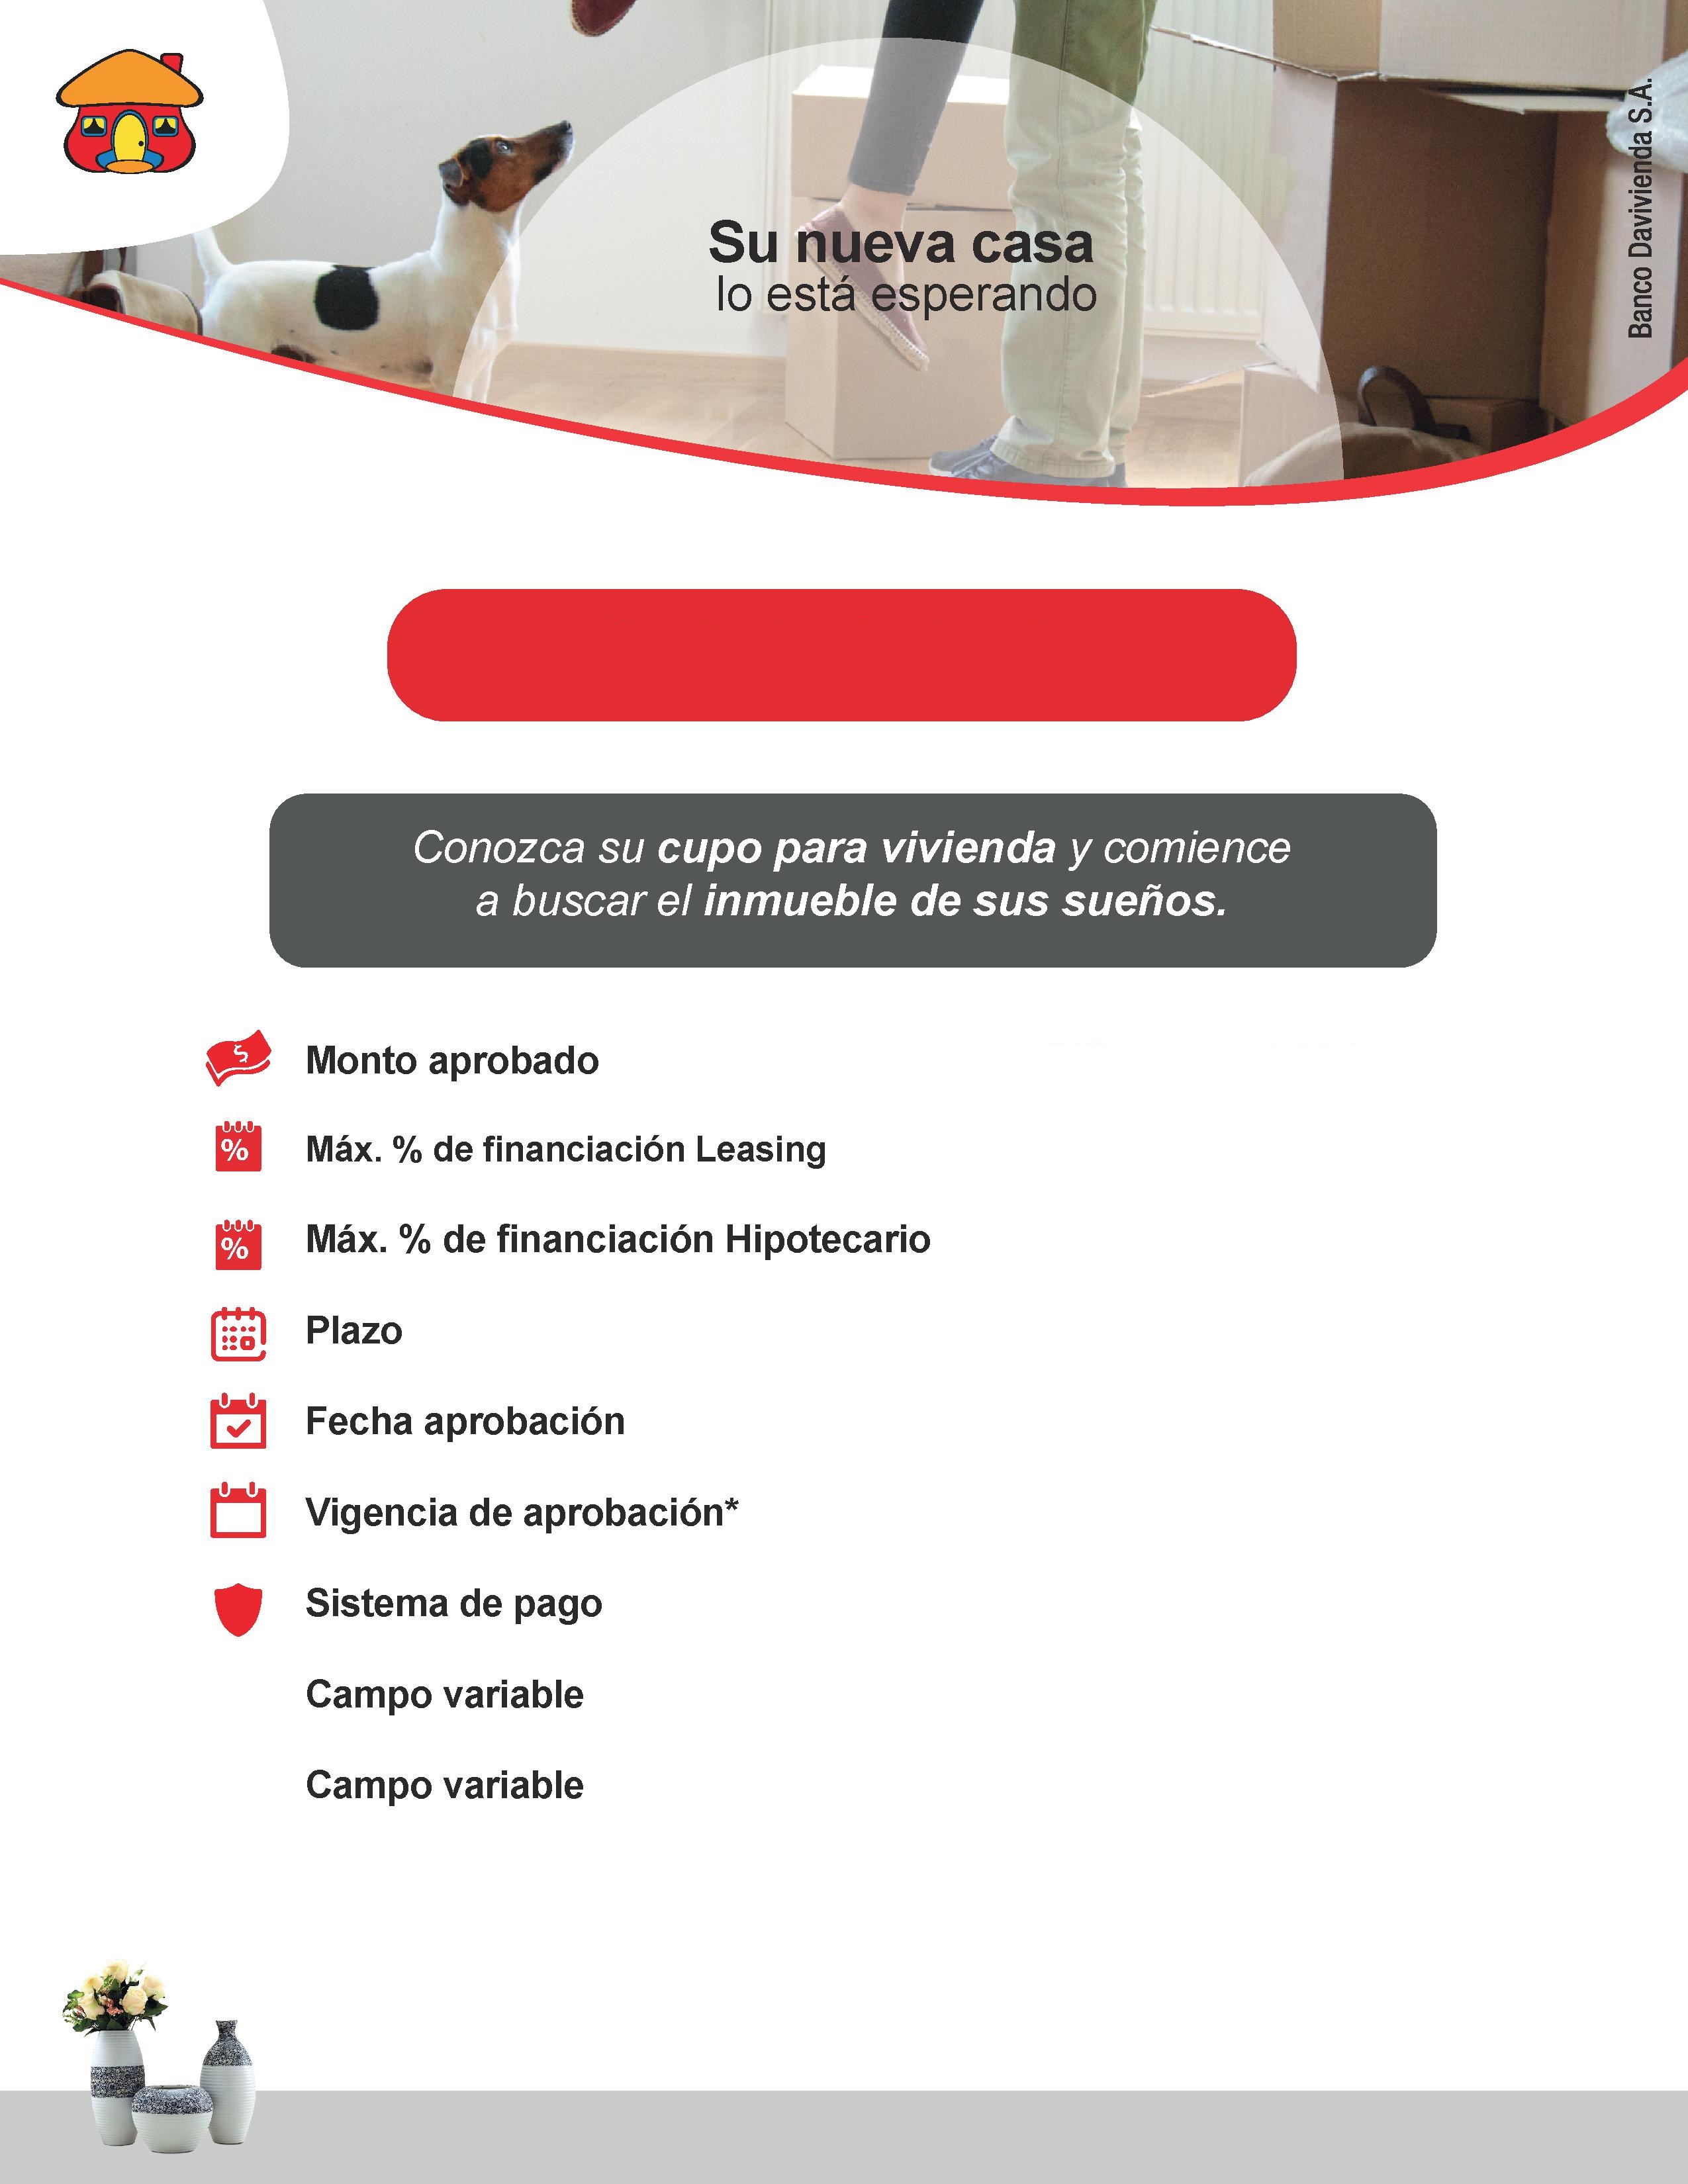 Banco Davivienda S.A.
Su nueva casa
lo está esperando
Conozca su cupo para vivienda y comience
a buscar el inmueble de sus sueños.
$
Monto aprobado
%
Máx. % de financiación Leasing
%
Máx. % de financiación Hipotecario
Plazo
Fecha aprobación
Vigencia de aprobación*
Sistema de pago
Campo variable
Campo variable